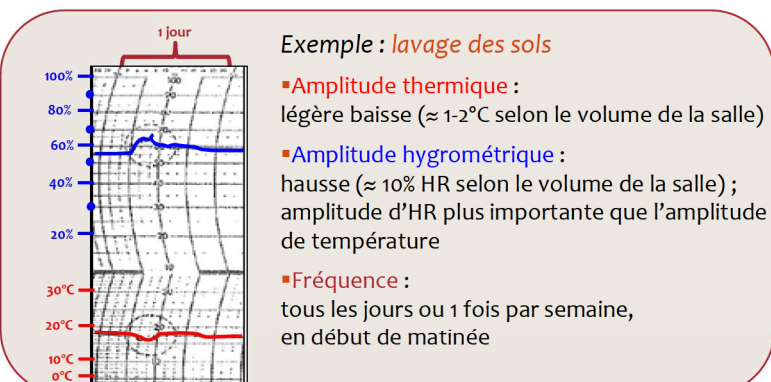 1 jour
100%
80%
60%
40%
20%
30°C
20°C
10°C
0°C
Exemple : lavage des sols
▪Amplitude thermique :
légère baisse (≈ 1-2°C selon le volume de la salle)
▪Amplitude hygrométrique :
hausse (≈ 10% HR selon le volume de la salle) ;
amplitude d’HR plus importante que l’amplitude
de température
▪Fréquence :
tous les jours ou 1 fois par semaine,
en début de matinée